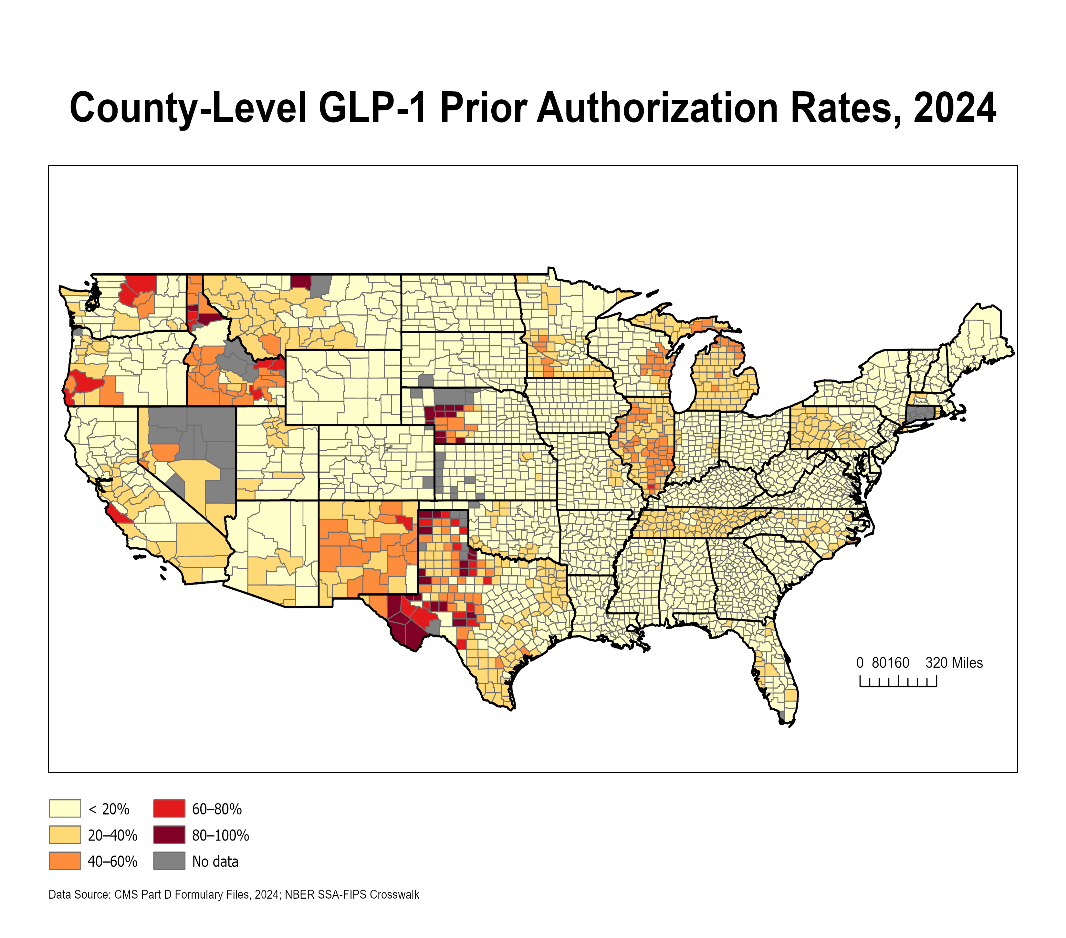 County-Level GLP-1 Prior Authorization Rates, 2024
0 80160 320 Miles
< 20% 60–80%
20–40% 80–100%
40–60% No data
Data Source: CMS Part D Formulary Files, 2024; NBER SSA-FIPS Crosswalk